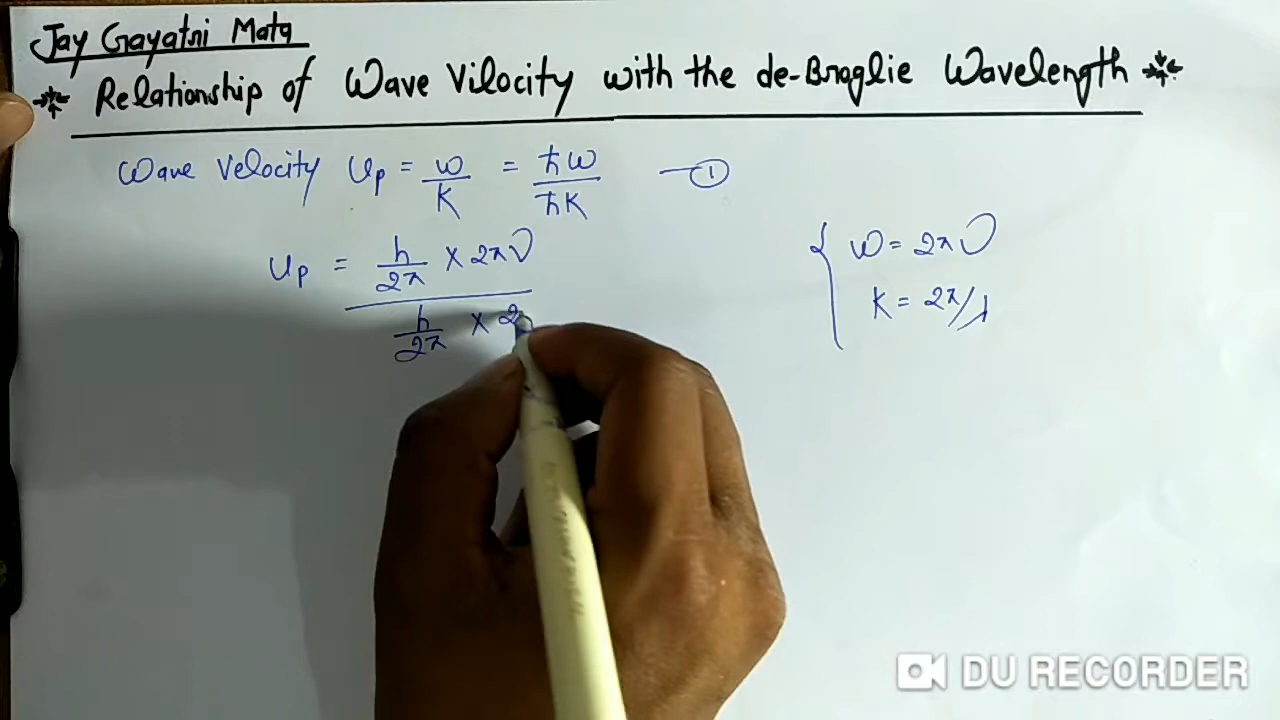 Jay Gayatri Mata
* Relationship of Wave Vilocity with the de-Broglie Wavelength *
Wave Velocity Up = ω/K = ħω/ħK —①
Up = h/2π × 2πν
h/2π × 2
{ ω = 2πν
K = 2π/λ
DU RECORDER